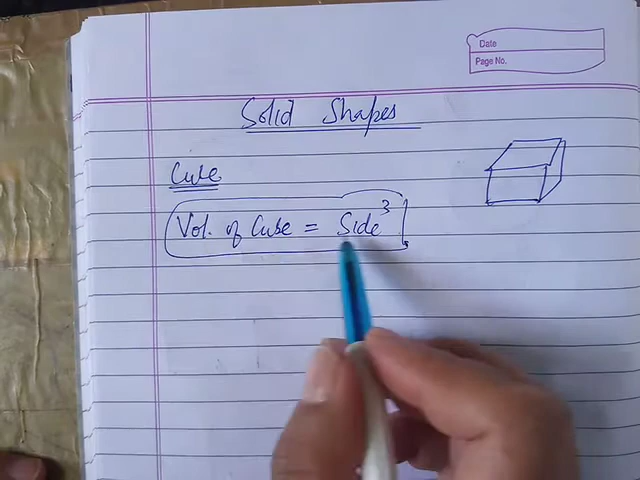 Date
Page No.
Solid Shapes
Cube
Vol. of Cube = Side³